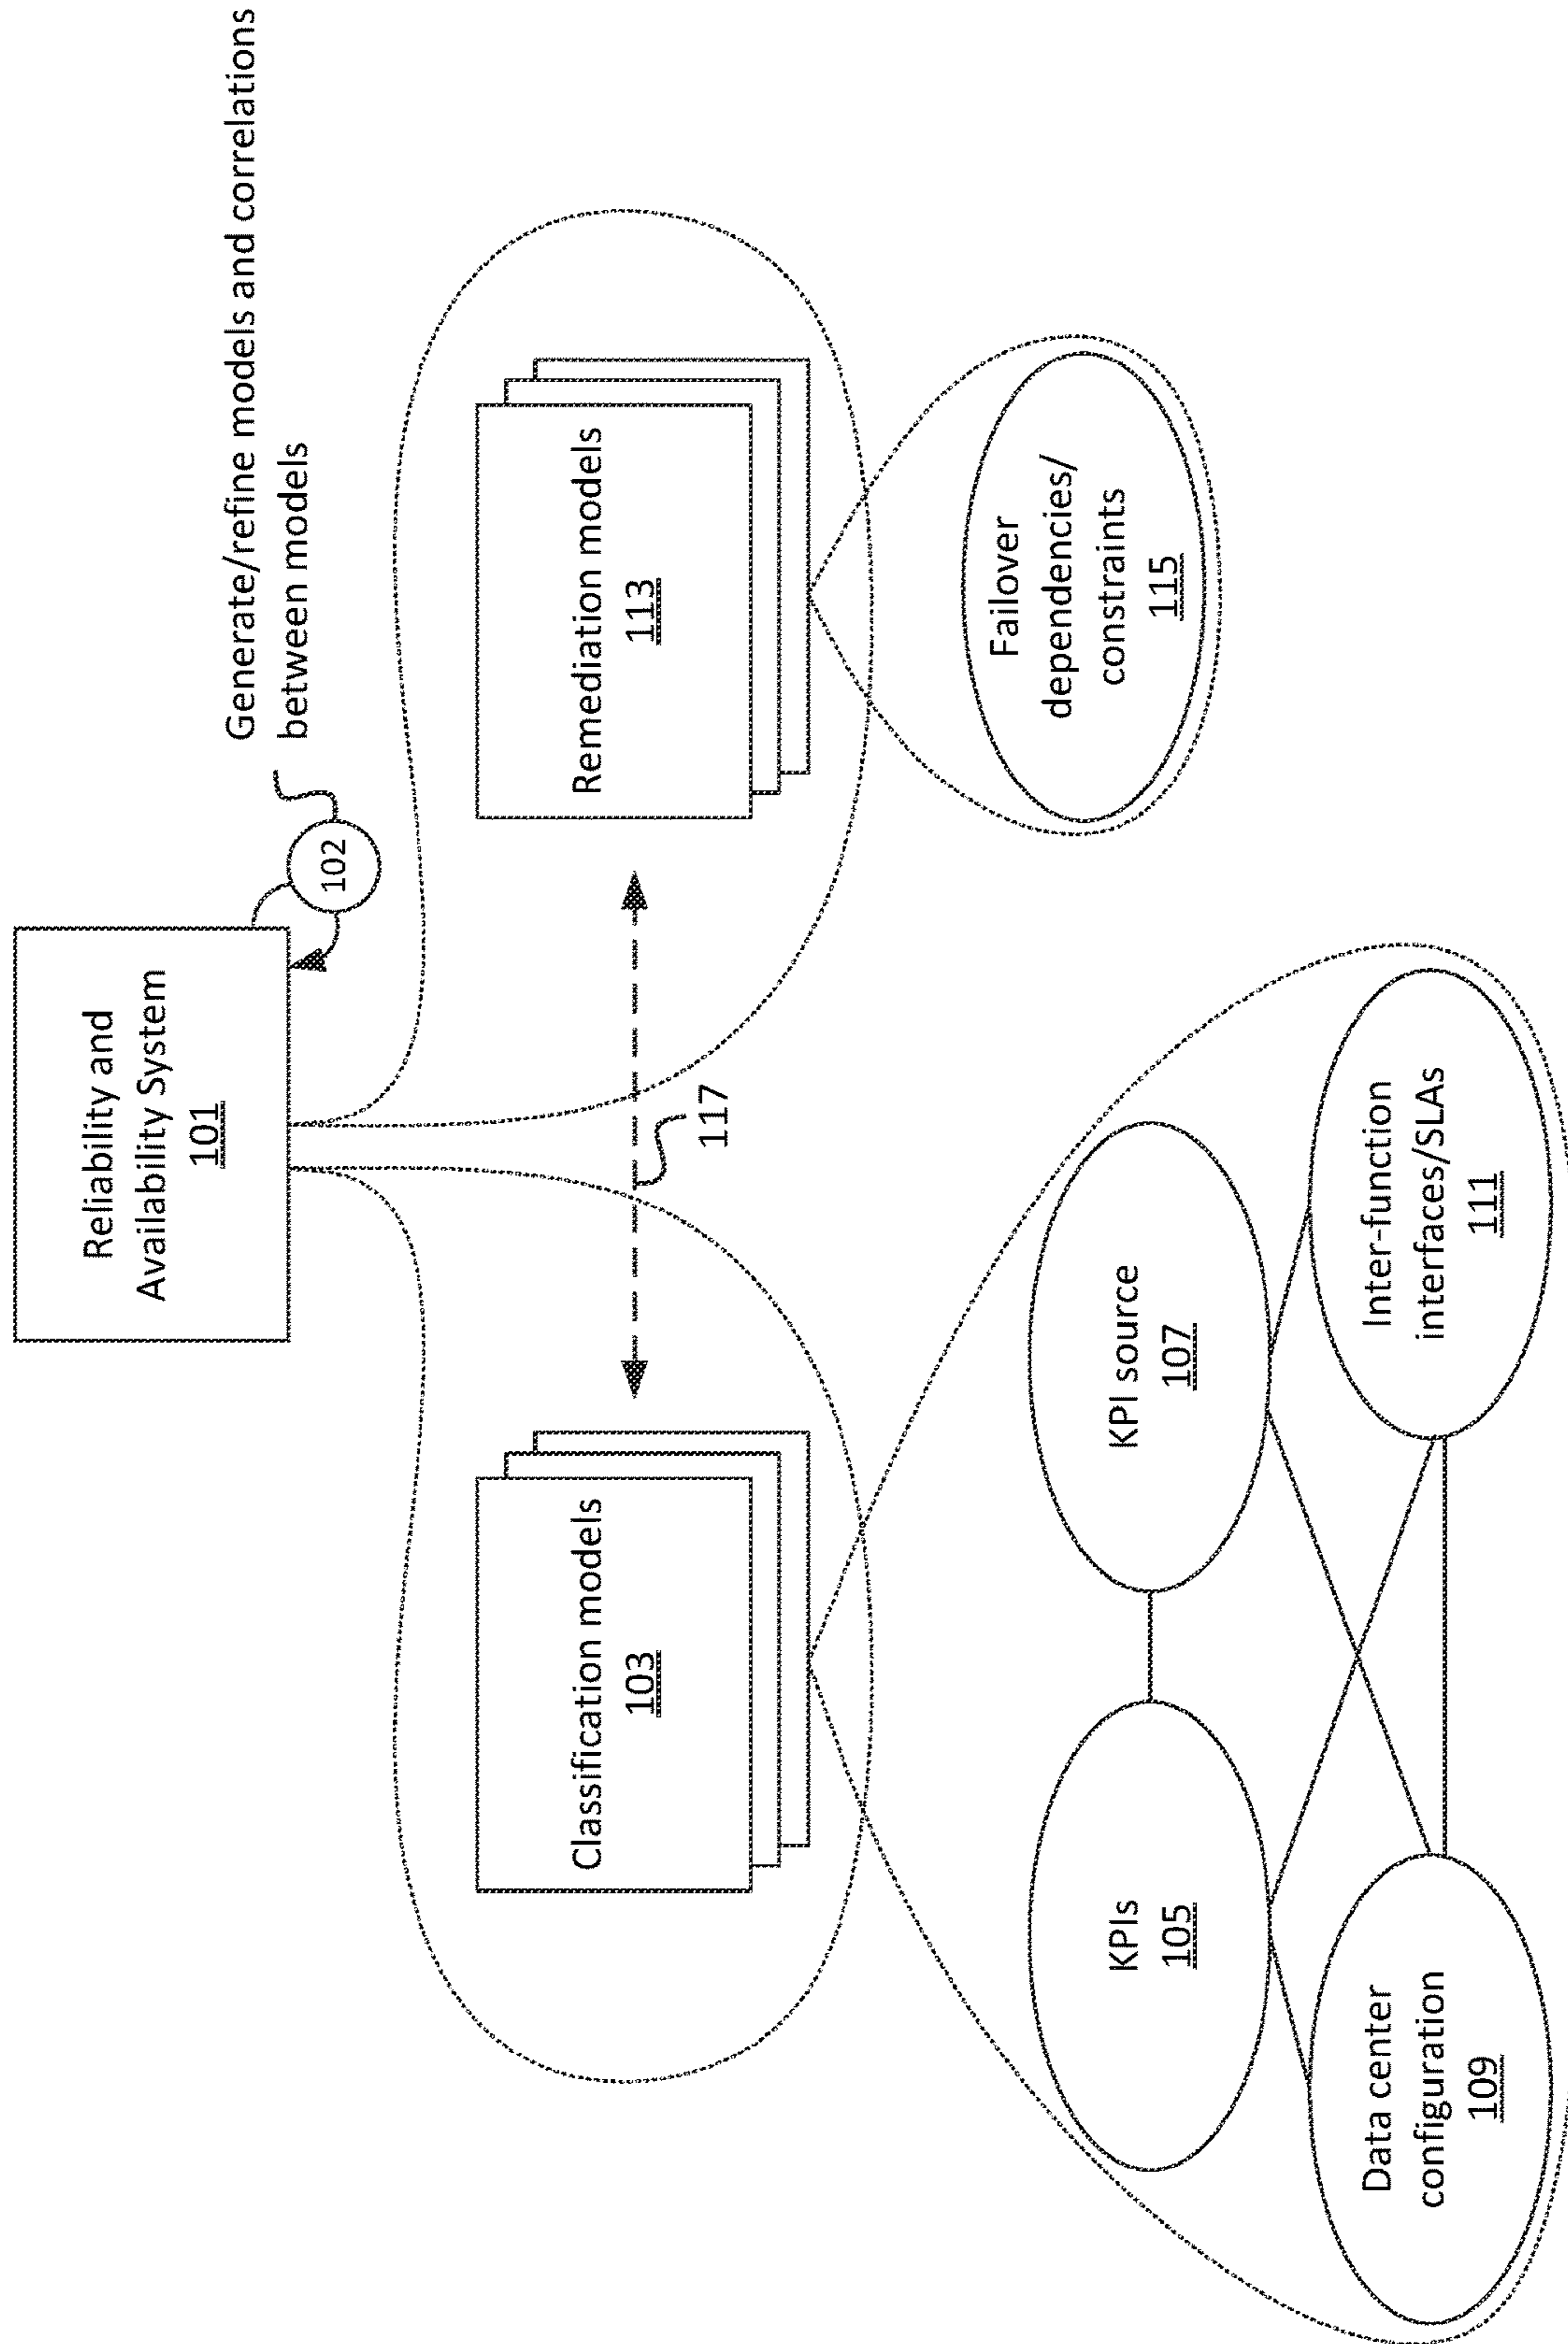 Reliability and
Availability System
101
102
Generate/refine models and correlations
between models
Classification models
103
Remediation models
113
117
KPIs
105
KPI source
107
Data center
configuration
109
Inter-function
interfaces/SLAs
111
Failover
dependencies/
constraints
115